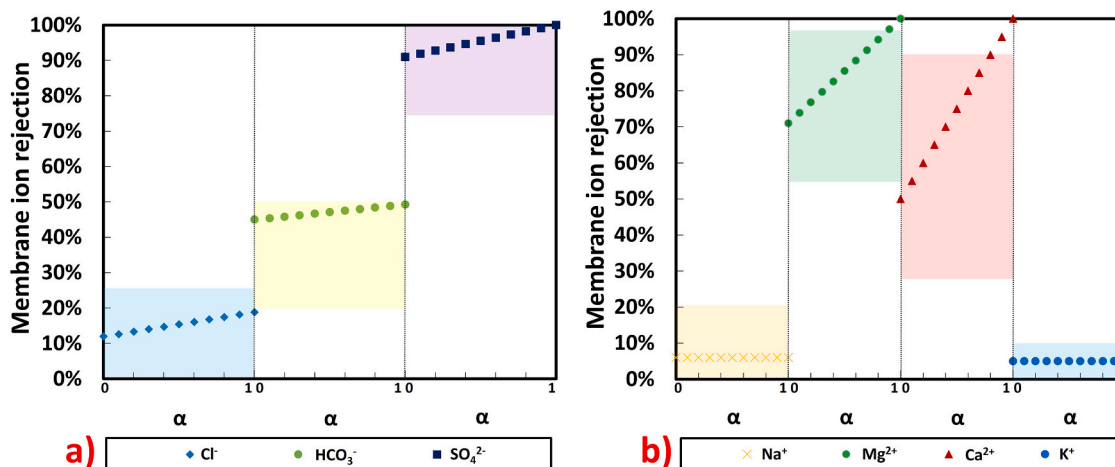 Membrane ion rejection
100%
90%
80%
70%
60%
50%
40%
30%
20%
10%
0%
0 1 0 1 0 1
α α α
a)
Cl⁻ HCO₃⁻ SO₄²⁻
Membrane ion rejection
100%
90%
80%
70%
60%
50%
40%
30%
20%
10%
0%
0 1 0 1 0 1 0
α α α α
b)
Na⁺ Mg²⁺ Ca²⁺ K⁺